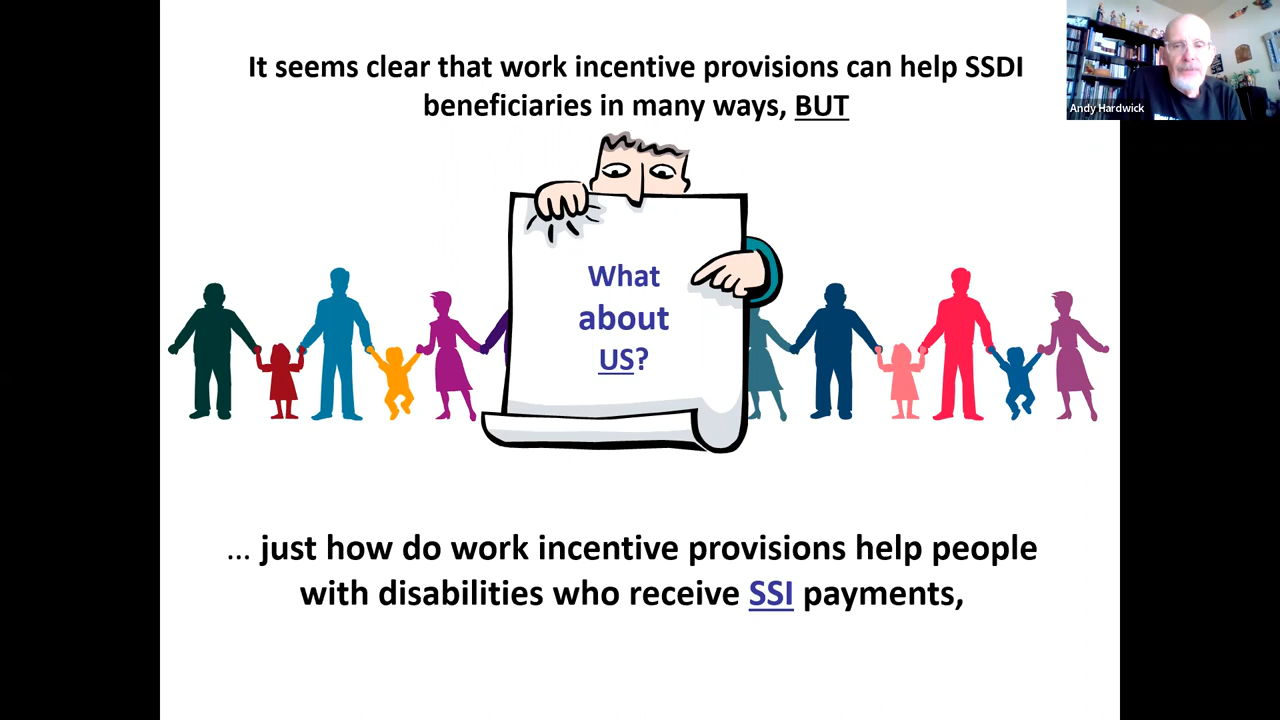 It seems clear that work incentive provisions can help SSDI
beneficiaries in many ways, BUT
Andy Hardwick
What
about
US?
... just how do work incentive provisions help people
with disabilities who receive SSI payments,